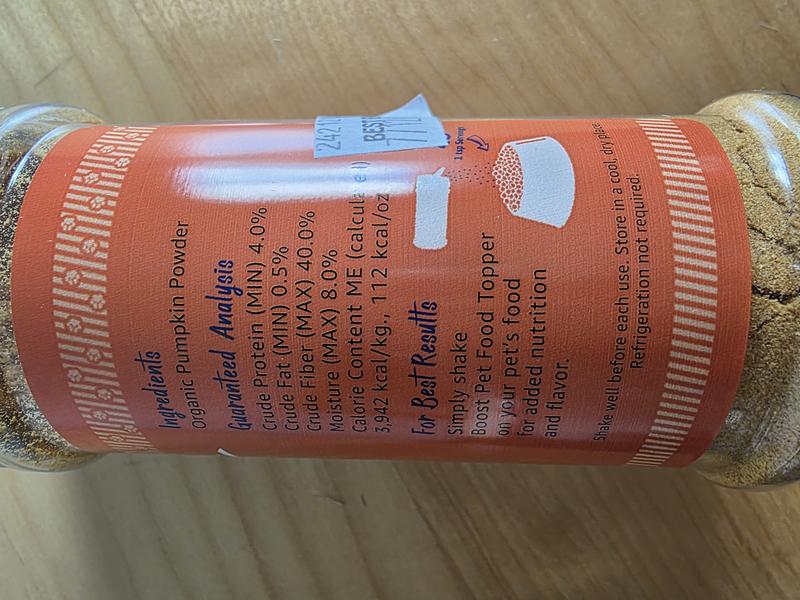 Ingredients
Organic Pumpkin Powder
Guaranteed Analysis
Crude Protein (MIN) 4.0%
Crude Fat (MIN) 0.5%
Crude Fiber (MAX) 40.0%
Moisture (MAX) 8.0%
Calorie Content ME (calculated)
3,942 kcal/kg., 112 kcal/oz
For Best Results
Simply shake
Boost Pet Food Topper
on your pet's food
for added nutrition
and flavor.
1 tsp Serving
Shake well before each use. Store in a cool, dry place
Refrigeration not required.